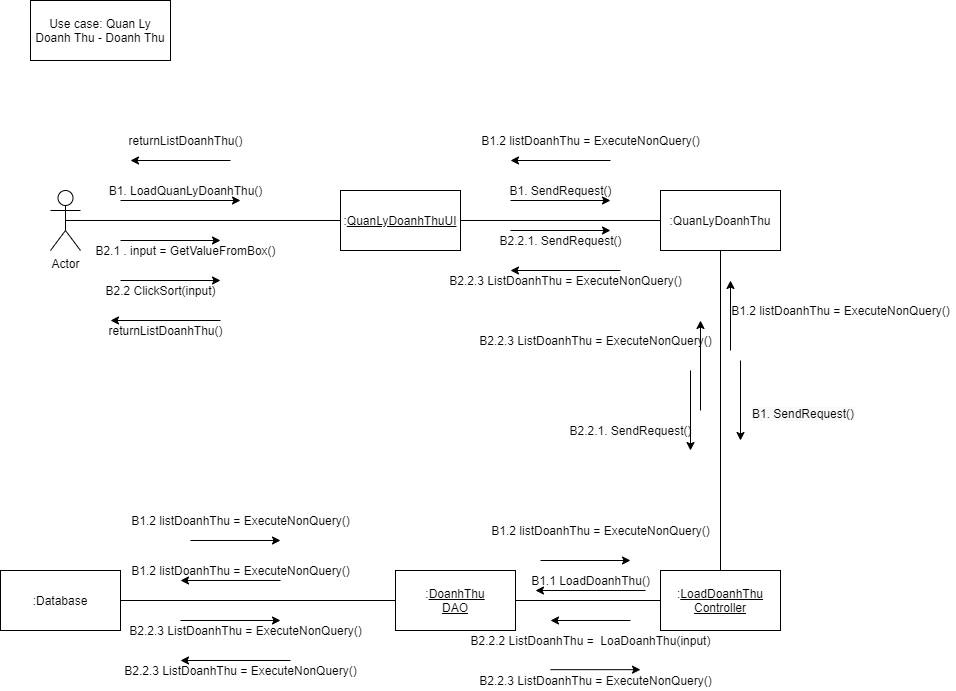 Use case: Quan Ly
Doanh Thu - Doanh Thu
returnListDoanhThu()
B1.2 listDoanhThu = ExecuteNonQuery()
B1. LoadQuanLyDoanhThu()
B1. SendRequest()
:QuanLyDoanhThuUI
:QuanLyDoanhThu
B2.1 . input = GetValueFromBox()
B2.2.1. SendRequest()
Actor
B2.2 ClickSort(input)
B2.2.3 ListDoanhThu = ExecuteNonQuery()
returnListDoanhThu()
B1.2 listDoanhThu = ExecuteNonQuery()
B2.2.3 ListDoanhThu = ExecuteNonQuery()
B1. SendRequest()
B2.2.1. SendRequest()
B1.2 listDoanhThu = ExecuteNonQuery()
B1.2 listDoanhThu = ExecuteNonQuery()
B1.2 listDoanhThu = ExecuteNonQuery()
B1.1 LoadDoanhThu()
:Database
:DoanhThu
DAO
:LoadDoanhThu
Controller
B2.2.3 ListDoanhThu = ExecuteNonQuery()
B2.2.2 ListDoanhThu =  LoaDoanhThu(input)
B2.2.3 ListDoanhThu = ExecuteNonQuery()
B2.2.3 ListDoanhThu = ExecuteNonQuery()